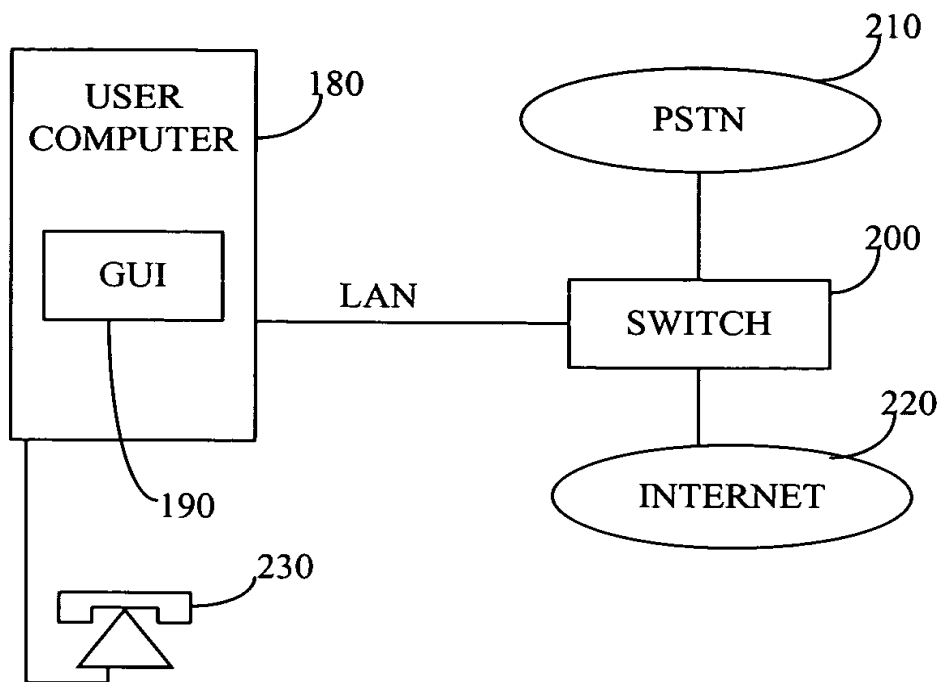 210
USER
COMPUTER
180
PSTN
200
GUI
LAN
SWITCH
220
190
INTERNET
230